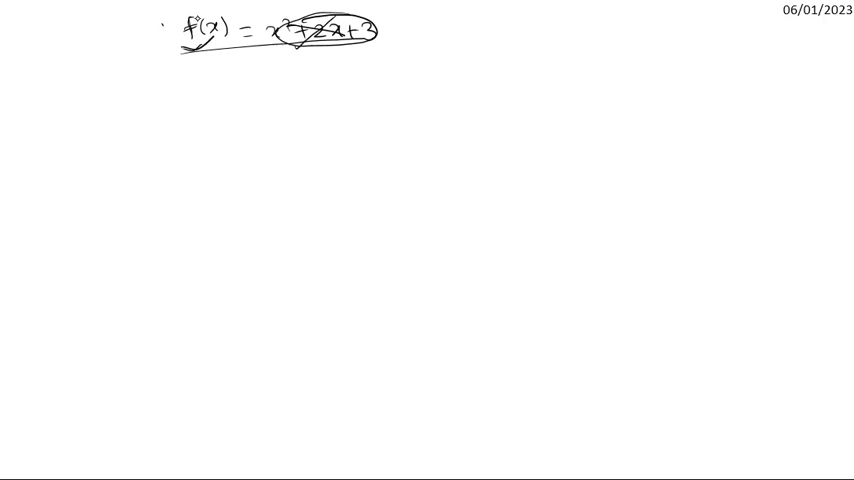 06/01/2023
f(x) = x² + 2x + 3